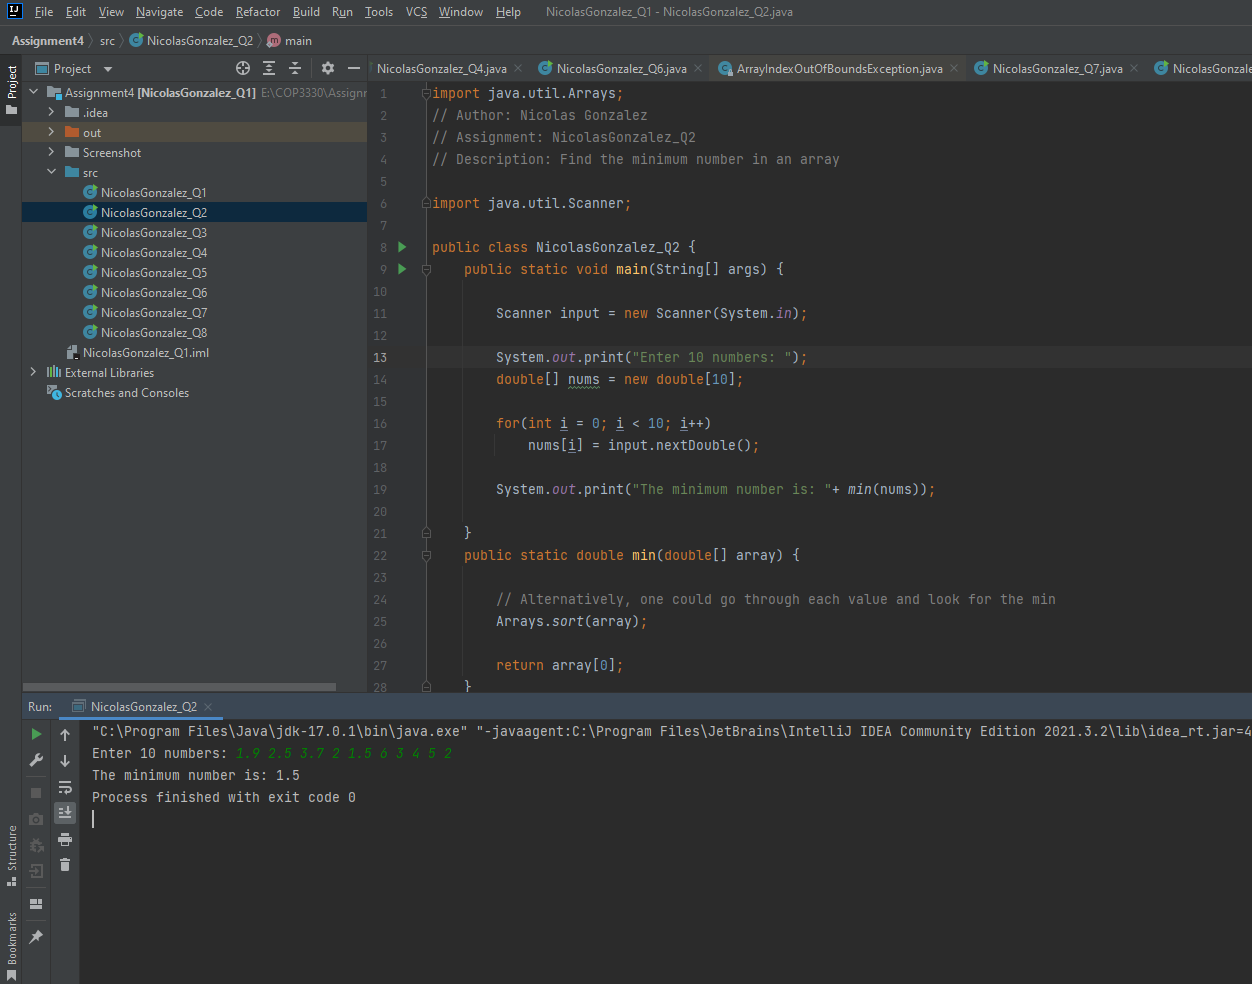 File Edit View Navigate Code Refactor Build Run Tools VCS Window Help NicolasGonzalez_Q1 - NicolasGonzalez_Q2.java
Assignment4 src NicolasGonzalez_Q2 main
Project
Project
NicolasGonzalez_Q4.java NicolasGonzalez_Q6.java ArrayIndexOutOfBoundsException.java NicolasGonzalez_Q7.java NicolasGonzale
Assignment4 [NicolasGonzalez_Q1] E:\COP3330\Assignr
.idea
out
Screenshot
src
NicolasGonzalez_Q1
NicolasGonzalez_Q2
NicolasGonzalez_Q3
NicolasGonzalez_Q4
NicolasGonzalez_Q5
NicolasGonzalez_Q6
NicolasGonzalez_Q7
NicolasGonzalez_Q8
NicolasGonzalez_Q1.iml
External Libraries
Scratches and Consoles
1 import java.util.Arrays;
2 // Author: Nicolas Gonzalez
3 // Assignment: NicolasGonzalez_Q2
4 // Description: Find the minimum number in an array
5
6 import java.util.Scanner;
7
8 public class NicolasGonzalez_Q2 {
9 public static void main(String[] args) {
10
11 Scanner input = new Scanner(System.in);
12
13 System.out.print("Enter 10 numbers: ");
14 double[] nums = new double[10];
15
16 for(int i = 0; i < 10; i++)
17 nums[i] = input.nextDouble();
18
19 System.out.print("The minimum number is: "+ min(nums));
20
21 }
22 public static double min(double[] array) {
23
24 // Alternatively, one could go through each value and look for the min
25 Arrays.sort(array);
26
27 return array[0];
28 }
Run: NicolasGonzalez_Q2
"C:\Program Files\Java\jdk-17.0.1\bin\java.exe" "-javaagent:C:\Program Files\JetBrains\IntelliJ IDEA Community Edition 2021.3.2\lib\idea_rt.jar=4
Enter 10 numbers: 1.9 2.5 3.7 2 1.5 6 3 4 5 2
The minimum number is: 1.5
Process finished with exit code 0
Structure
Bookmarks